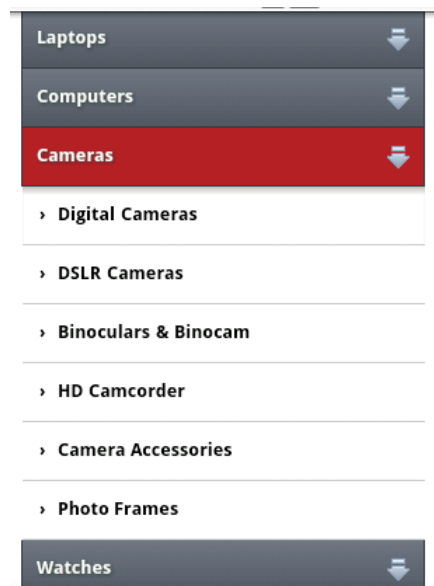 Laptops
Computers
Cameras
› Digital Cameras
› DSLR Cameras
› Binoculars & Binocam
› HD Camcorder
› Camera Accessories
› Photo Frames
Watches